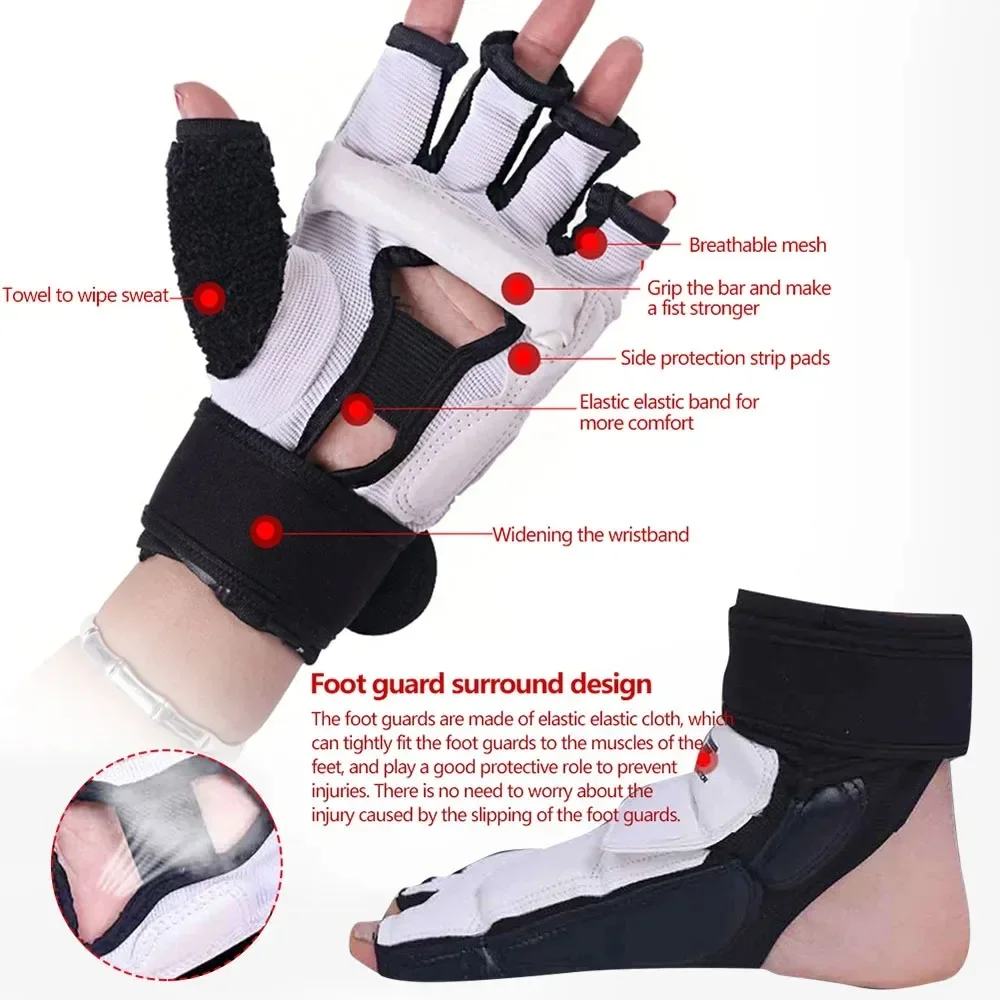 Breathable mesh
Towel to wipe sweat
Grip the bar and make
a fist stronger
Side protection strip pads
Elastic elastic band for
more comfort
Widening the wristband
Foot guard surround design
The foot guards are made of elastic elastic cloth, which
can tightly fit the foot guards to the muscles of the
feet, and play a good protective role to prevent
injuries. There is no need to worry about the
injury caused by the slipping of the foot guards.